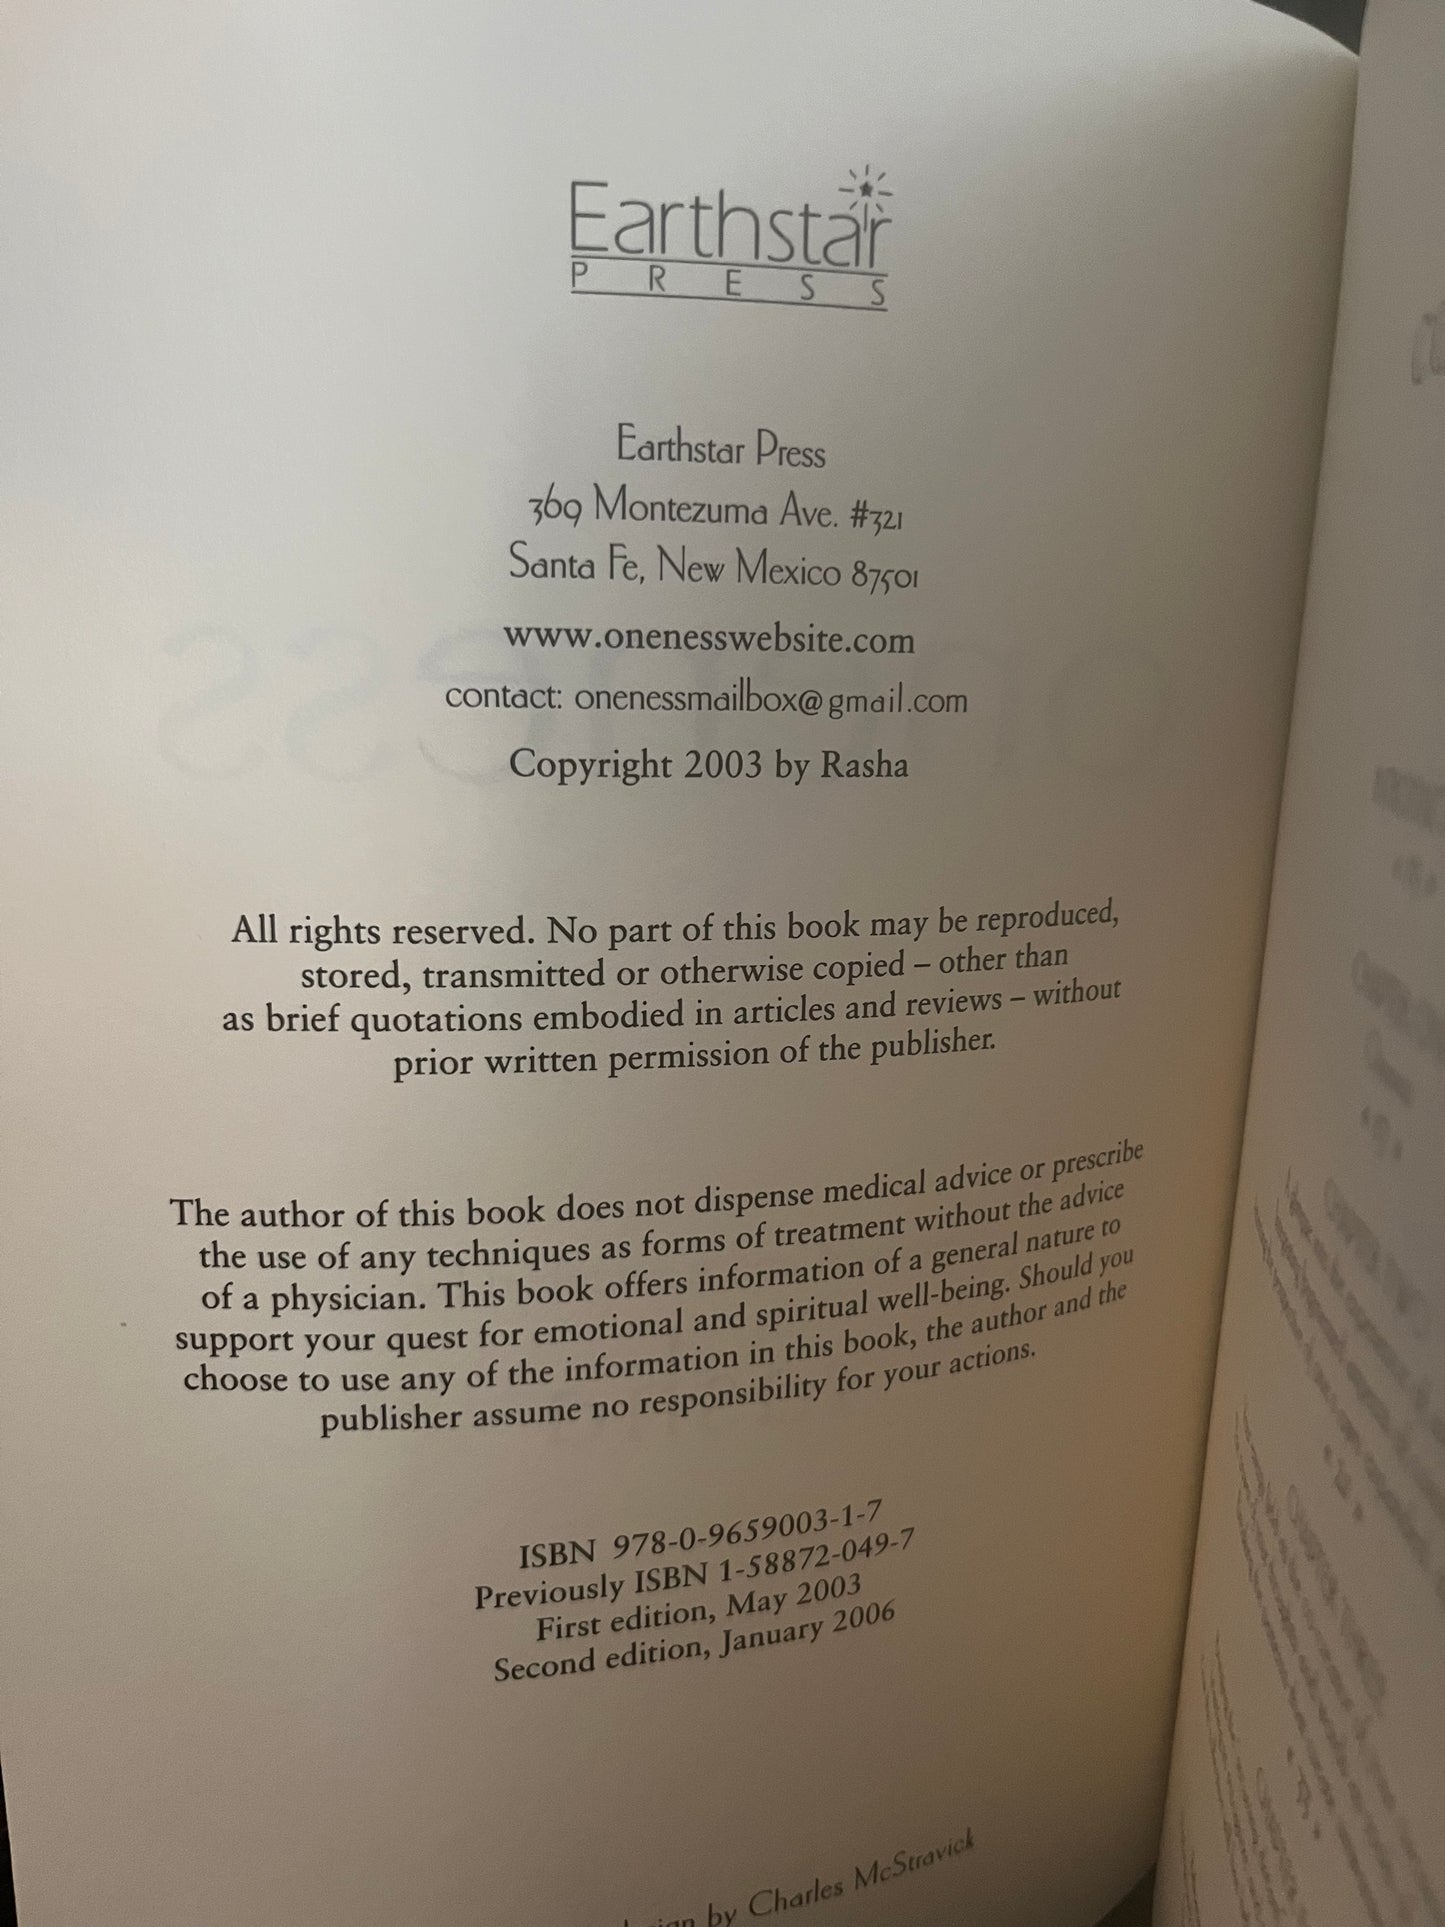 Earthstar
PRESS
Earthstar Press
369 Montezuma Ave. #321
Santa Fe, New Mexico 87501
www.onenesswebsite.com
contact: onenessmailbox@gmail.com
Copyright 2003 by Rasha
All rights reserved. No part of this book may be reproduced,
stored, transmitted or otherwise copied – other than
as brief quotations embodied in articles and reviews – without
prior written permission of the publisher.
The author of this book does not dispense medical advice or prescribe
the use of any techniques as forms of treatment without the advice
of a physician. This book offers information of a general nature to
support your quest for emotional and spiritual well-being. Should you
choose to use any of the information in this book, the author and the
publisher assume no responsibility for your actions.
ISBN 978-0-9659003-1-7
Previously ISBN 1-58872-049-7
First edition, May 2003
Second edition, January 2006
by Charles McStravick